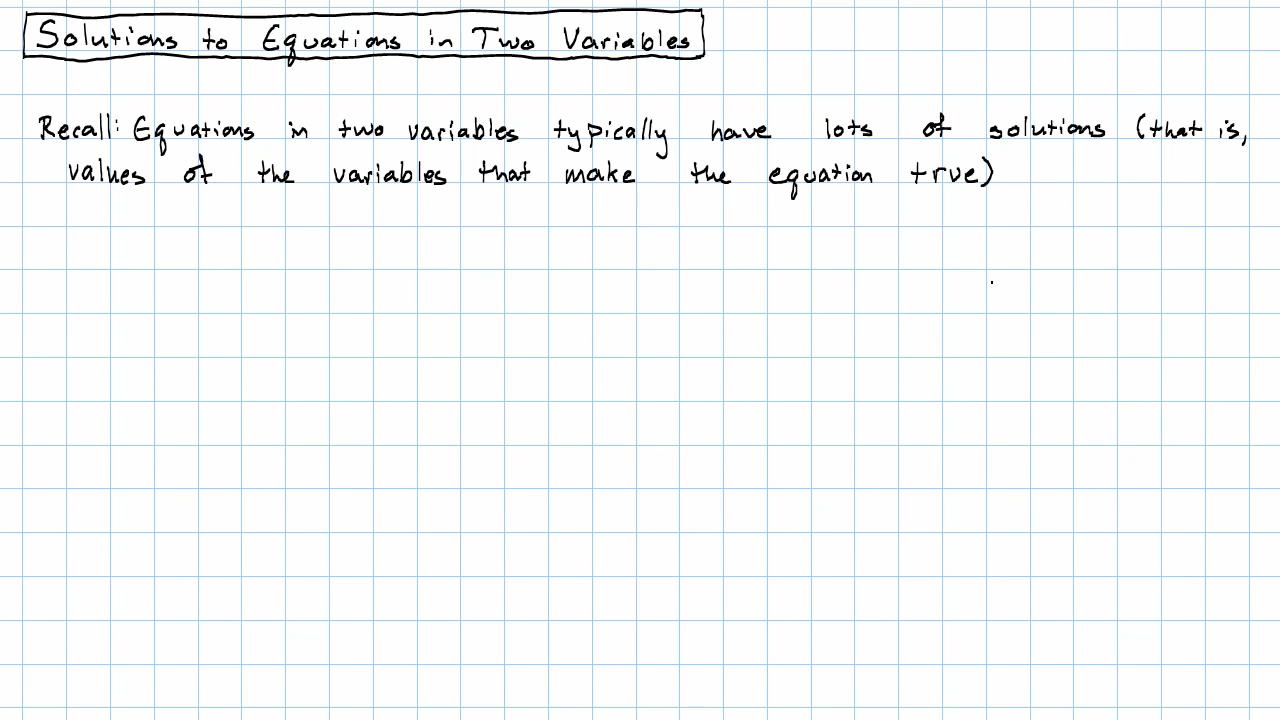 Solutions to Equations in Two Variables
Recall: Equations in two variables typically have lots of solutions (that is,
values of the variables that make the equation true)